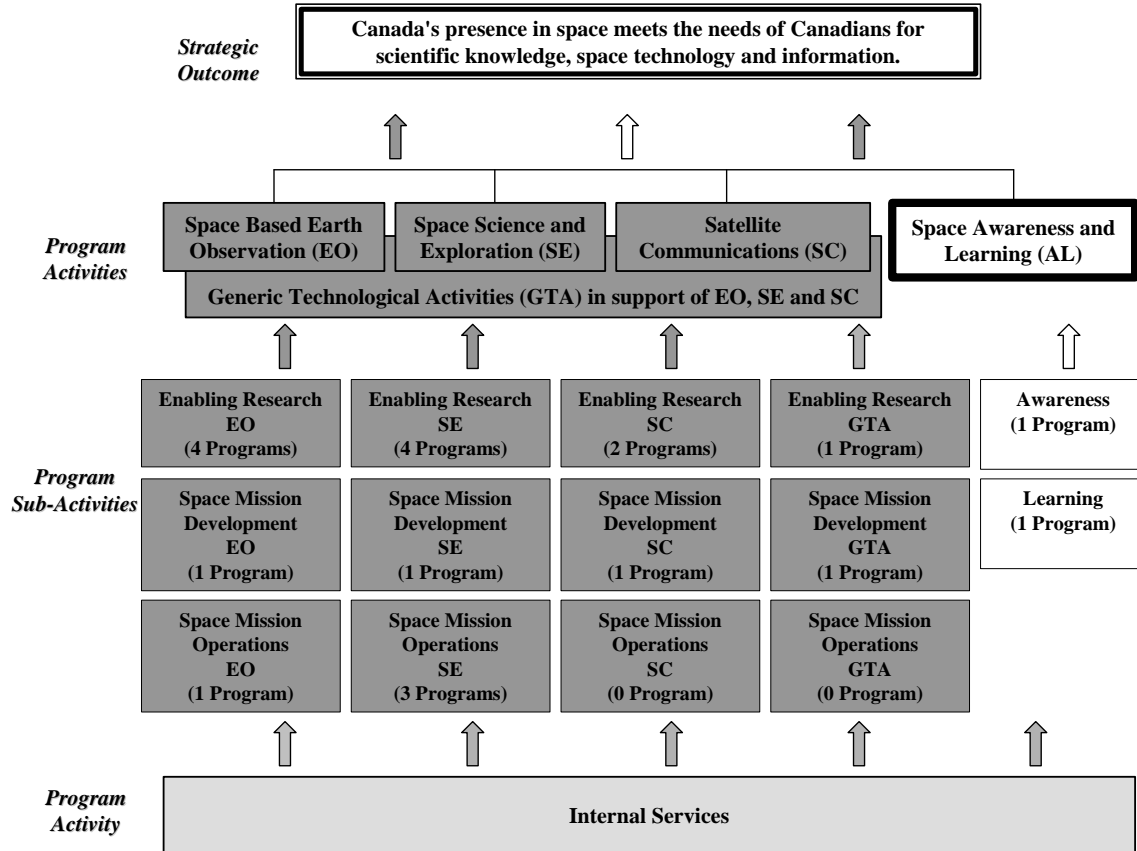 Strategic
Outcome
Canada's presence in space meets the needs of Canadians for
scientific knowledge, space technology and information.
Program
Activities
Space Based Earth
Observation (EO)
Space Science and
Exploration (SE)
Satellite
Communications (SC)
Space Awareness and
Learning (AL)
Generic Technological Activities (GTA) in support of EO, SE and SC
Program
Sub-Activities
Enabling Research
EO
(4 Programs)
Enabling Research
SE
(4 Programs)
Enabling Research
SC
(2 Programs)
Enabling Research
GTA
(1 Program)
Awareness
(1 Program)
Space Mission
Development
EO
(1 Program)
Space Mission
Development
SE
(1 Program)
Space Mission
Development
SC
(1 Program)
Space Mission
Development
GTA
(1 Program)
Learning
(1 Program)
Space Mission
Operations
EO
(1 Program)
Space Mission
Operations
SE
(3 Programs)
Space Mission
Operations
SC
(0 Program)
Space Mission
Operations
GTA
(0 Program)
Program
Activity
Internal Services